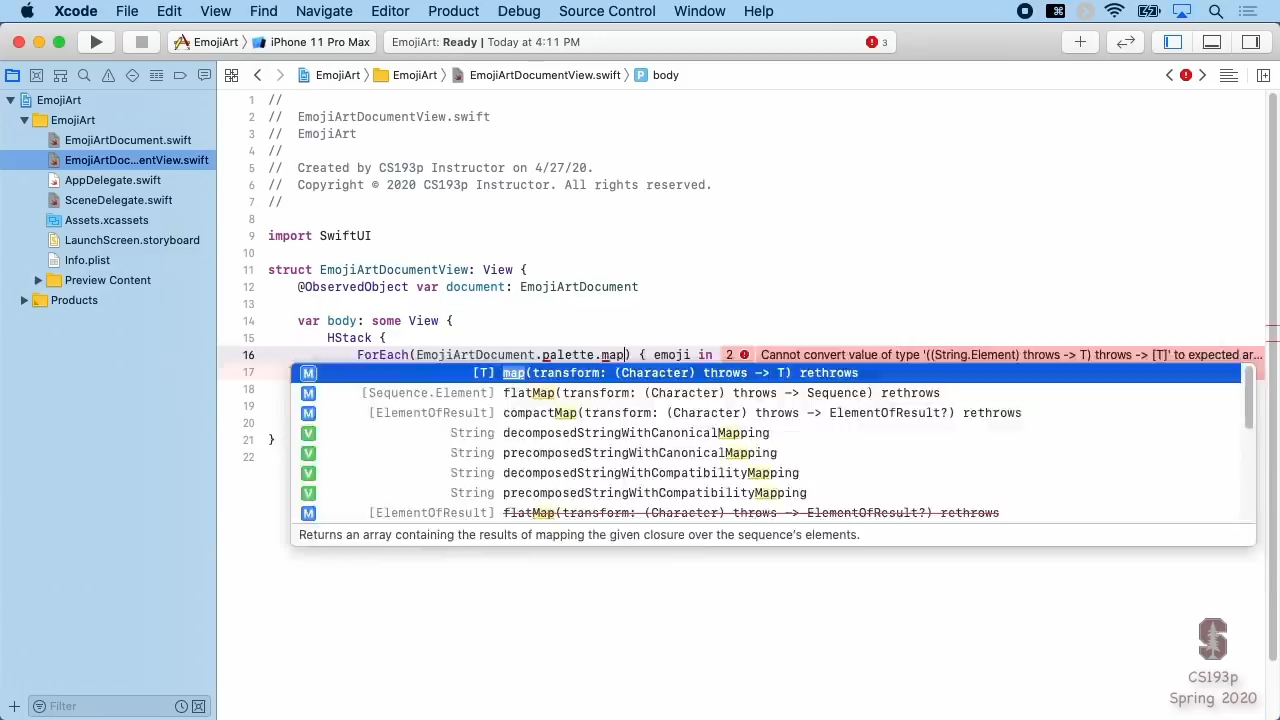 Xcode File Edit View Find Navigate Editor Product Debug Source Control Window Help
EmojiArt iPhone 11 Pro Max EmojiArt: Ready | Today at 4:11 PM 3
EmojiArt EmojiArt EmojiArtDocumentView.swift P body
EmojiArt
EmojiArt
EmojiArtDocument.swift
EmojiArtDoc...entView.swift
AppDelegate.swift
SceneDelegate.swift
Assets.xcassets
LaunchScreen.storyboard
Info.plist
Preview Content
Products
Filter
1 //
2 // EmojiArtDocumentView.swift
3 // EmojiArt
4 //
5 // Created by CS193p Instructor on 4/27/20.
6 // Copyright © 2020 CS193p Instructor. All rights reserved.
7 //
8
9 import SwiftUI
10
11 struct EmojiArtDocumentView: View {
12 @ObservedObject var document: EmojiArtDocument
13
14 var body: some View {
15 HStack {
16 ForEach(EmojiArtDocument.palette.map) { emoji in 2 Cannot convert value of type '((String.Element) throws -> T) throws -> [T]' to expected ar...
17
18
19
20
21 }
22
M [T] map(transform: (Character) throws -> T) rethrows
M [Sequence.Element] flatMap(transform: (Character) throws -> Sequence) rethrows
M [ElementOfResult] compactMap(transform: (Character) throws -> ElementOfResult?) rethrows
V String decomposedStringWithCanonicalMapping
V String precomposedStringWithCanonicalMapping
V String decomposedStringWithCompatibilityMapping
V String precomposedStringWithCompatibilityMapping
M [ElementOfResult] flatMap(transform: (Character) throws -> ElementOfResult?) rethrows
Returns an array containing the results of mapping the given closure over the sequence's elements.
S
CS193p
Spring 2020